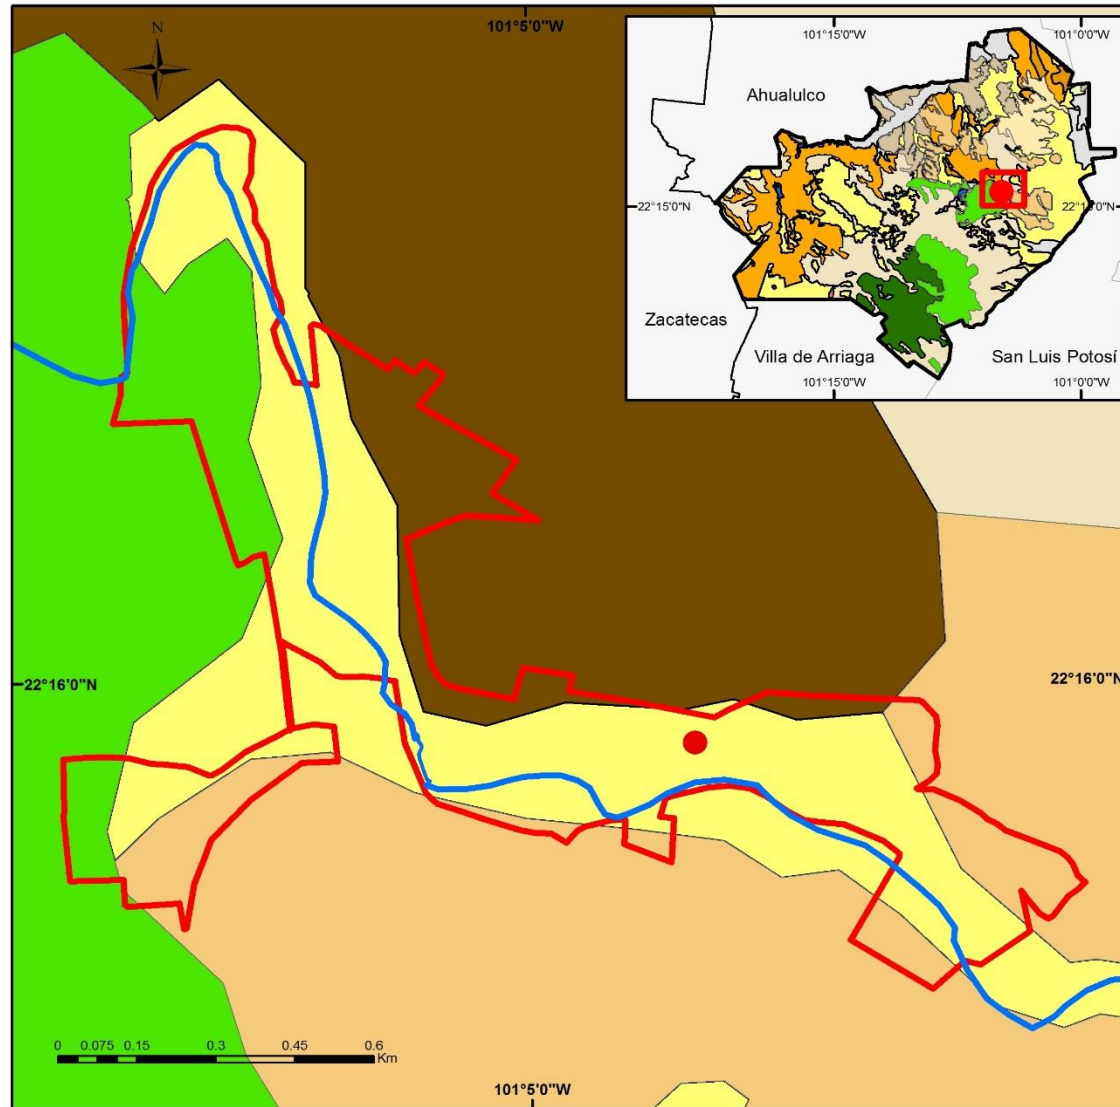 101°5'0"W
N
101°15'0"W
101°0'0"W
Ahualulco
22°15'0"N
22°15'0"N
Zacatecas
Villa de Arriaga
San Luis Potosí
101°15'0"W
101°0'0"W
22°16'0"N
22°16'0"N
0 0.075 0.15 0.3 0.45 0.6
Km
101°5'0"W